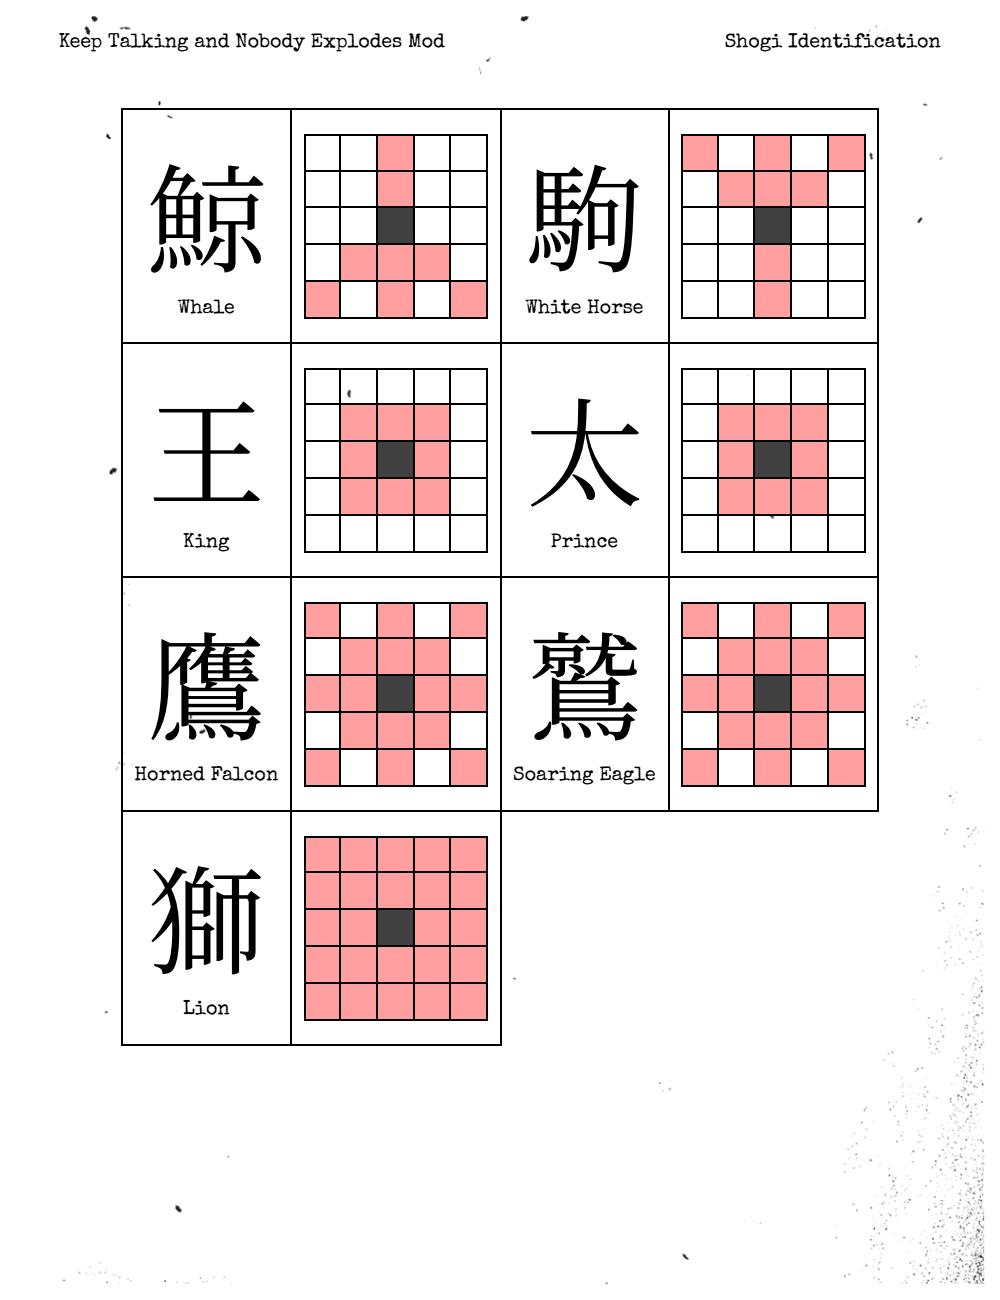 Keep Talking and Nobody Explodes Mod
Shogi Identification
鯨
Whale
駒
White Horse
王
King
太
Prince
鷹
Horned Falcon
鷲
Soaring Eagle
獅
Lion